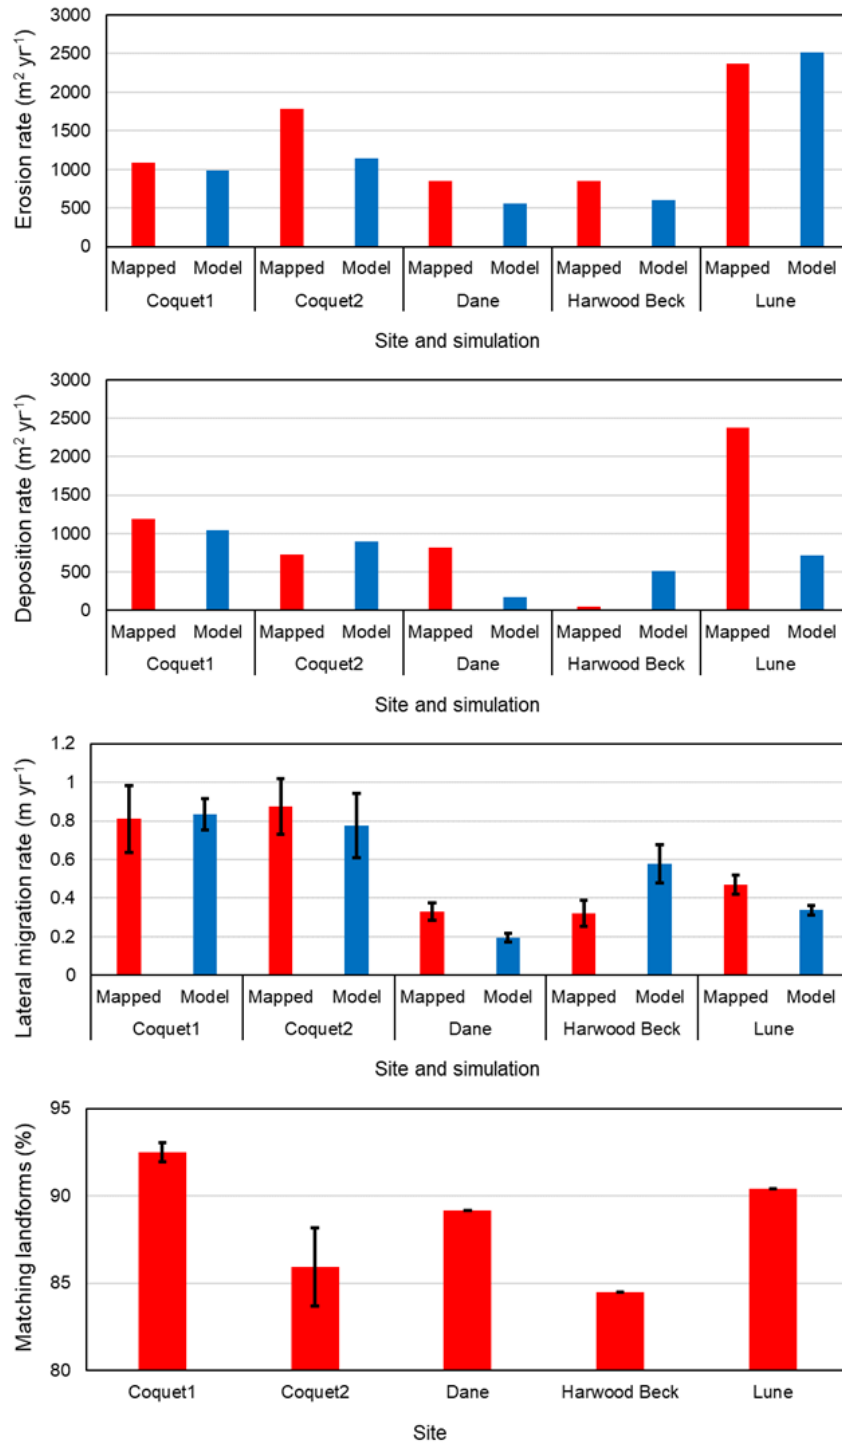 Erosion rate (m² yr⁻¹)
3000
2500
2000
1500
1000
500
0
Mapped Model Mapped Model Mapped Model Mapped Model Mapped Model
Coquet1 Coquet2 Dane Harwood Beck Lune
Site and simulation
Deposition rate (m² yr⁻¹)
3000
2500
2000
1500
1000
500
0
Mapped Model Mapped Model Mapped Model Mapped Model Mapped Model
Coquet1 Coquet2 Dane Harwood Beck Lune
Site and simulation
Lateral migration rate (m yr⁻¹)
1.2
1
0.8
0.6
0.4
0.2
0
Mapped Model Mapped Model Mapped Model Mapped Model Mapped Model
Coquet1 Coquet2 Dane Harwood Beck Lune
Site and simulation
Matching landforms (%)
95
90
85
80
Coquet1 Coquet2 Dane Harwood Beck Lune
Site